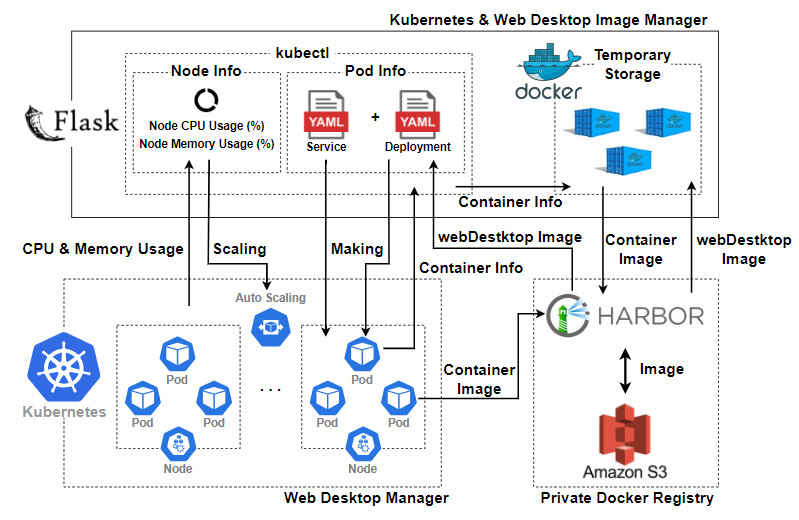 Kubernetes & Web Desktop Image Manager
kubectl
Node Info
Node CPU Usage (%)
Node Memory Usage (%)
Pod Info
YAML
Service
+
YAML
Deployment
docker
Temporary
Storage
Flask
Container Info
CPU & Memory Usage
Scaling
Making
webDestktop Image
Container Info
Container
Image
webDestktop
Image
Auto Scaling
Kubernetes
Pod
Pod
Pod
Node
...
Pod
Pod
Pod
Node
Container
Image
HARBOR
Image
Amazon S3
Web Desktop Manager
Private Docker Registry